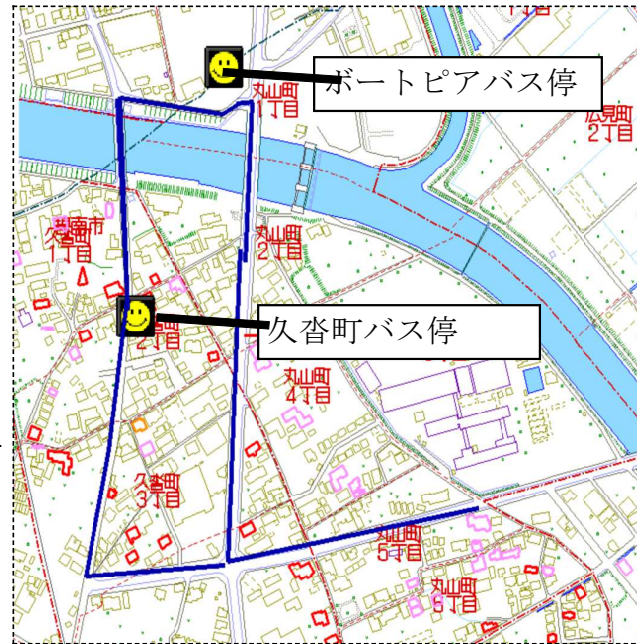 ボートピアバス停
丸山町
1丁目
広見町
2丁目
丸山町
2丁目
久沓町
1丁目
久沓町バス停
2丁目
丸山町
4丁目
久沓町
3丁目
丸山町
5丁目
丸山町
6丁目